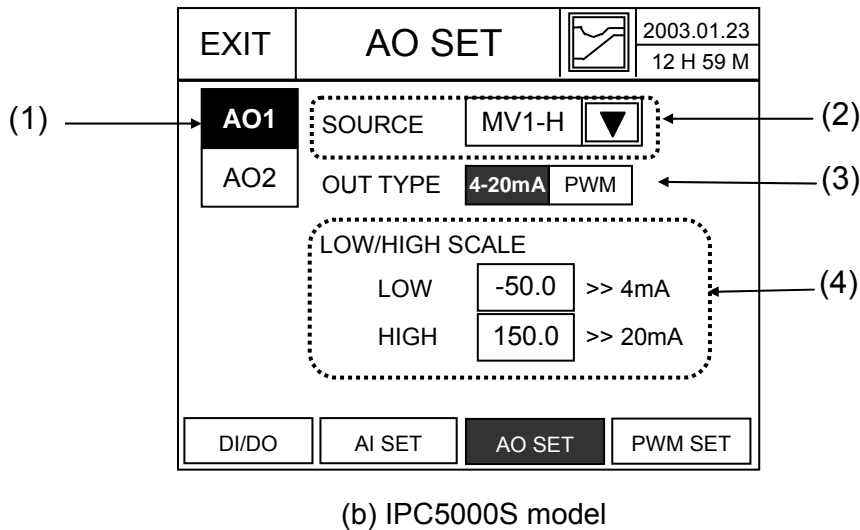 EXIT AO SET 2003.01.23
12 H 59 M
(1) AO1 SOURCE MV1-H (2)
AO2 OUT TYPE 4-20mA PWM (3)
LOW/HIGH SCALE
LOW -50.0 >> 4mA (4)
HIGH 150.0 >> 20mA
DI/DO AI SET AO SET PWM SET
(b) IPC5000S model